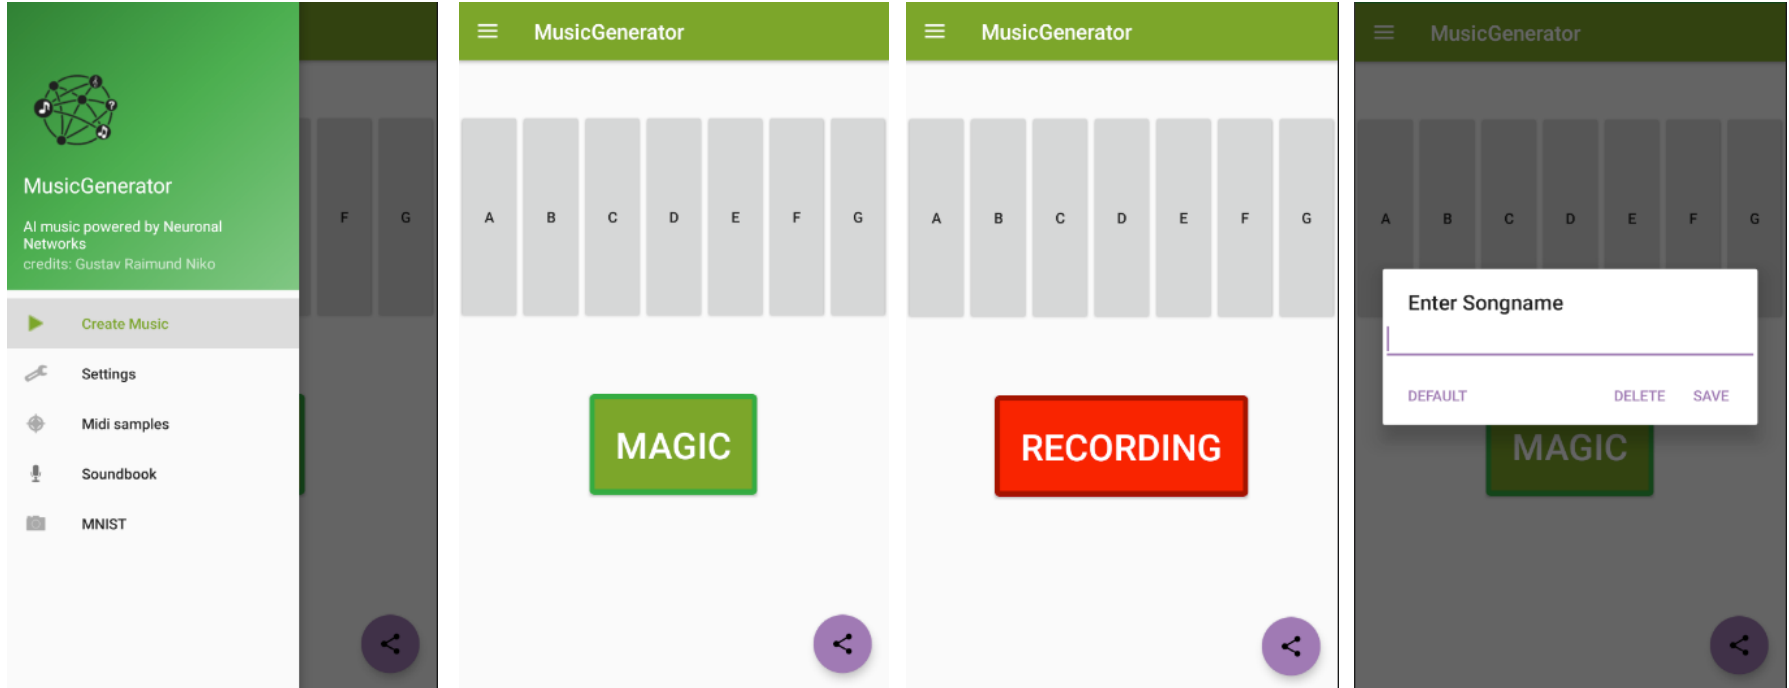 MusicGenerator
AI music powered by Neuronal
Networks
credits: Gustav Raimund Niko
Create Music
Settings
Midi samples
Soundbook
MNIST
F G
MusicGenerator
A B C D E F G
MAGIC
MusicGenerator
A B C D E F G
RECORDING
MusicGenerator
A B C D E F G
Enter Songname
DEFAULT DELETE SAVE
MAGIC